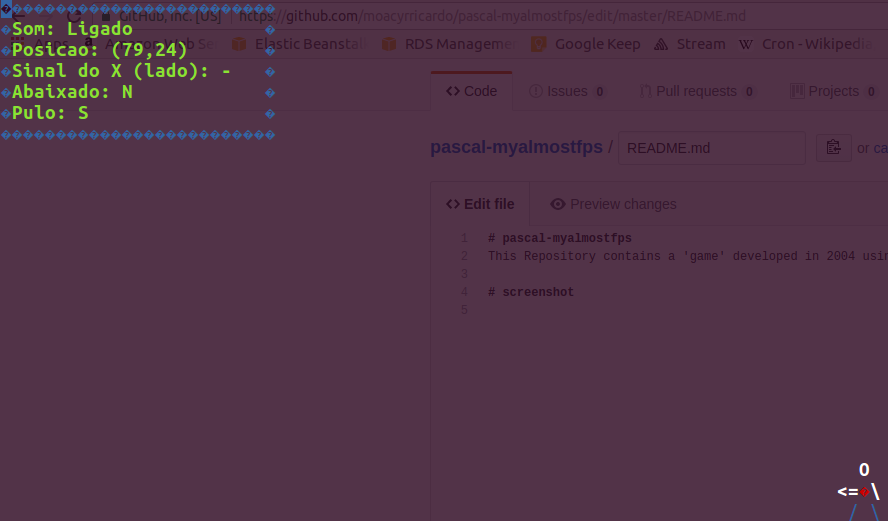 GitHub, Inc. [US] https://github.com/moacyrricardo/pascal-myalmostfps/edit/master/README.md
Elastic Beanstall RDS Managemen Google Keep Stream W Cron - Wikipedia
Som: Ligado
Postcao: (79,24)
Sinal do X (lado): -
Abaixado: N
Pulo: S
<> Code Issues 0 Pull requests 0 Projects 0
pascal-myalmostfps / README.md or ca
<> Edit file Preview changes
1 # pascal-myalmostfps
2 This Repository contains a 'game' developed in 2004 usin
3
4 # screenshot
5
O
<=�\
/ \